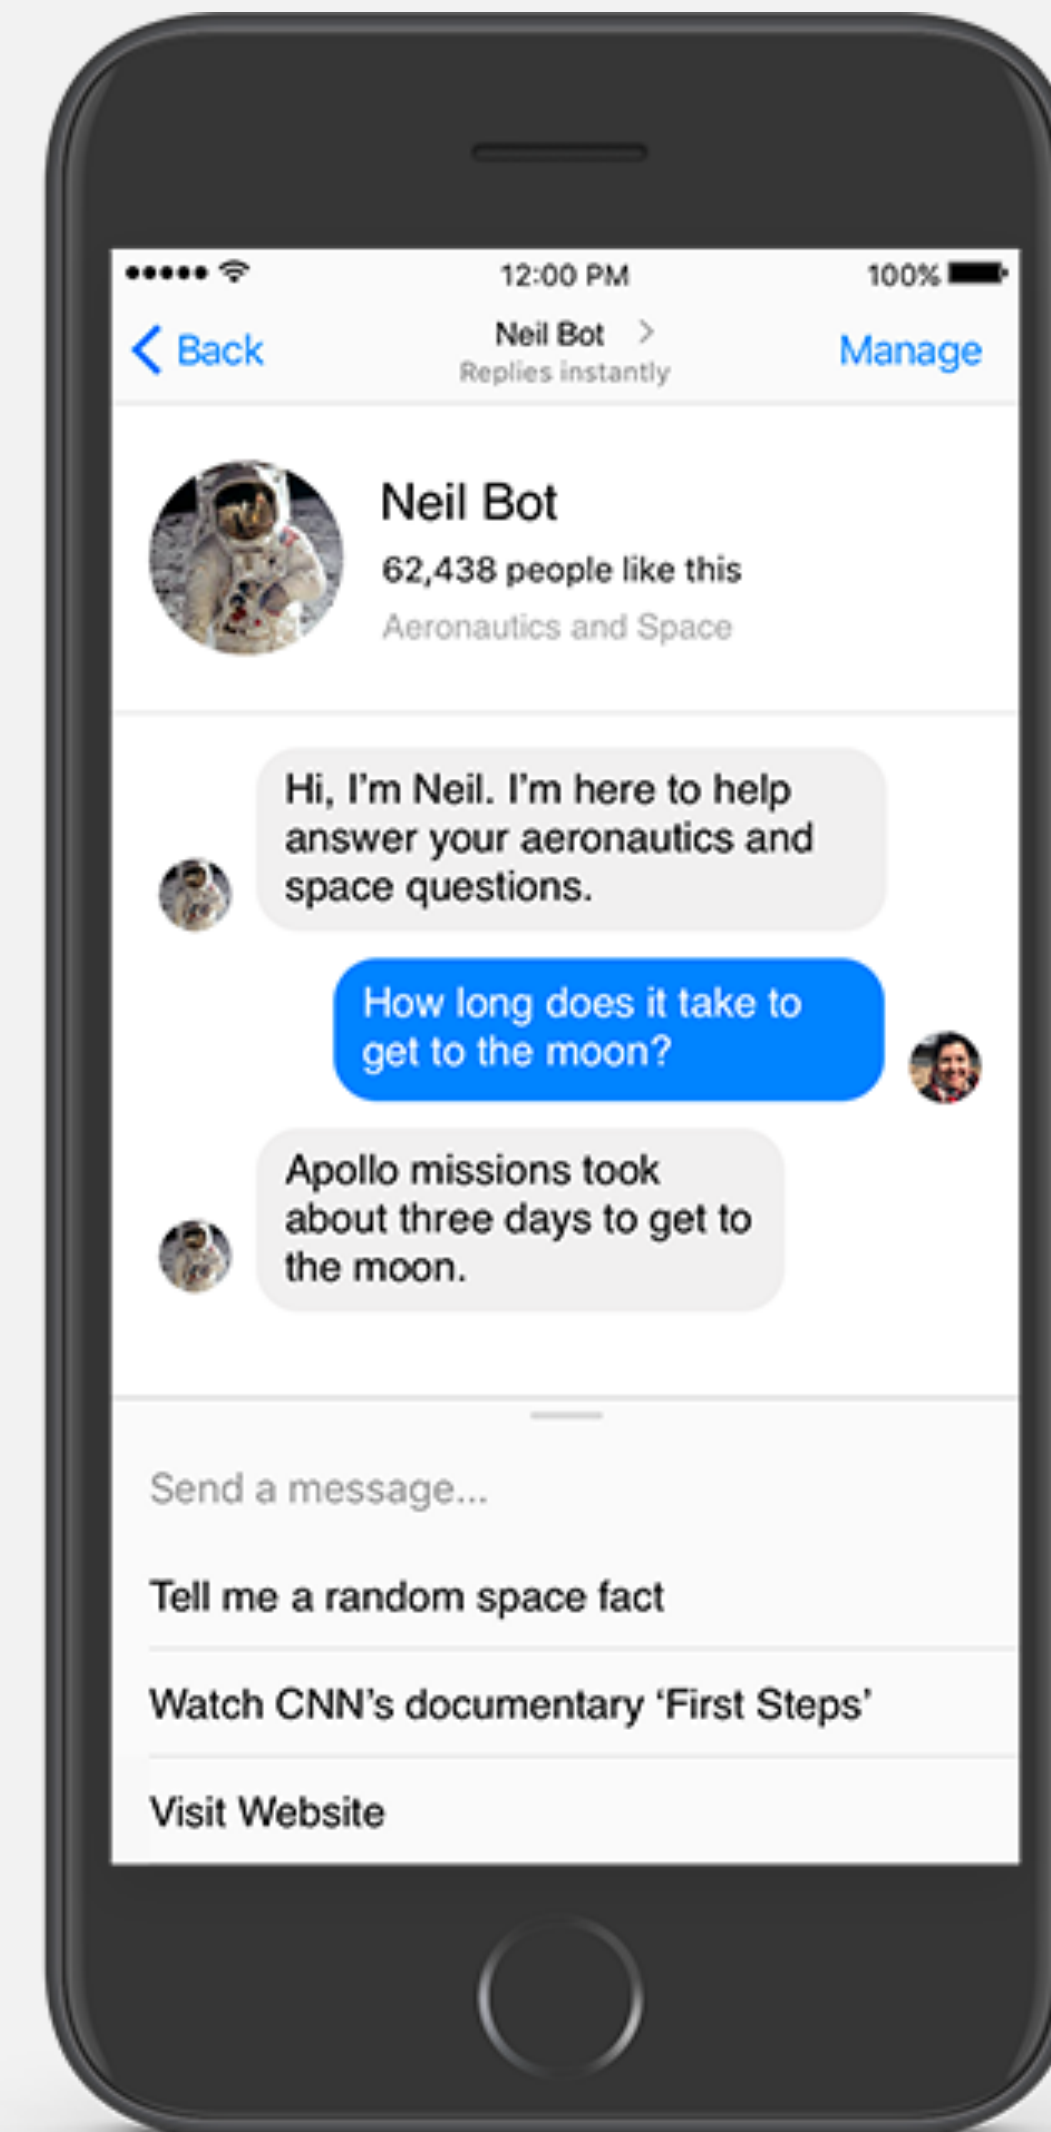 12:00 PM
100%
Back
Neil Bot
Manage
Replies instantly
Neil Bot
62,438 people like this
Aeronautics and Space
Hi, I'm Neil. I'm here to help
answer your aeronautics and
space questions.
How long does it take to
get to the moon?
Apollo missions took
about three days to get to
the moon.
Send a message...
Tell me a random space fact
Watch CNN's documentary ‘First Steps’
Visit Website